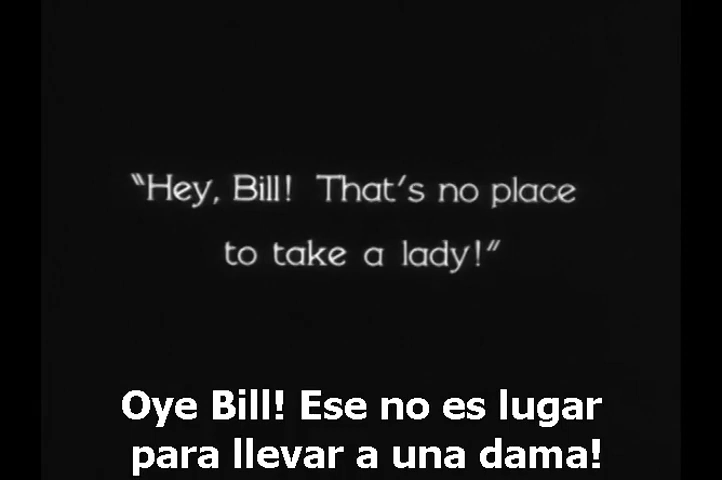 "Hey, Bill! That's no place
to take a lady!"
Oye Bill! Ese no es lugar
para llevar a una dama!